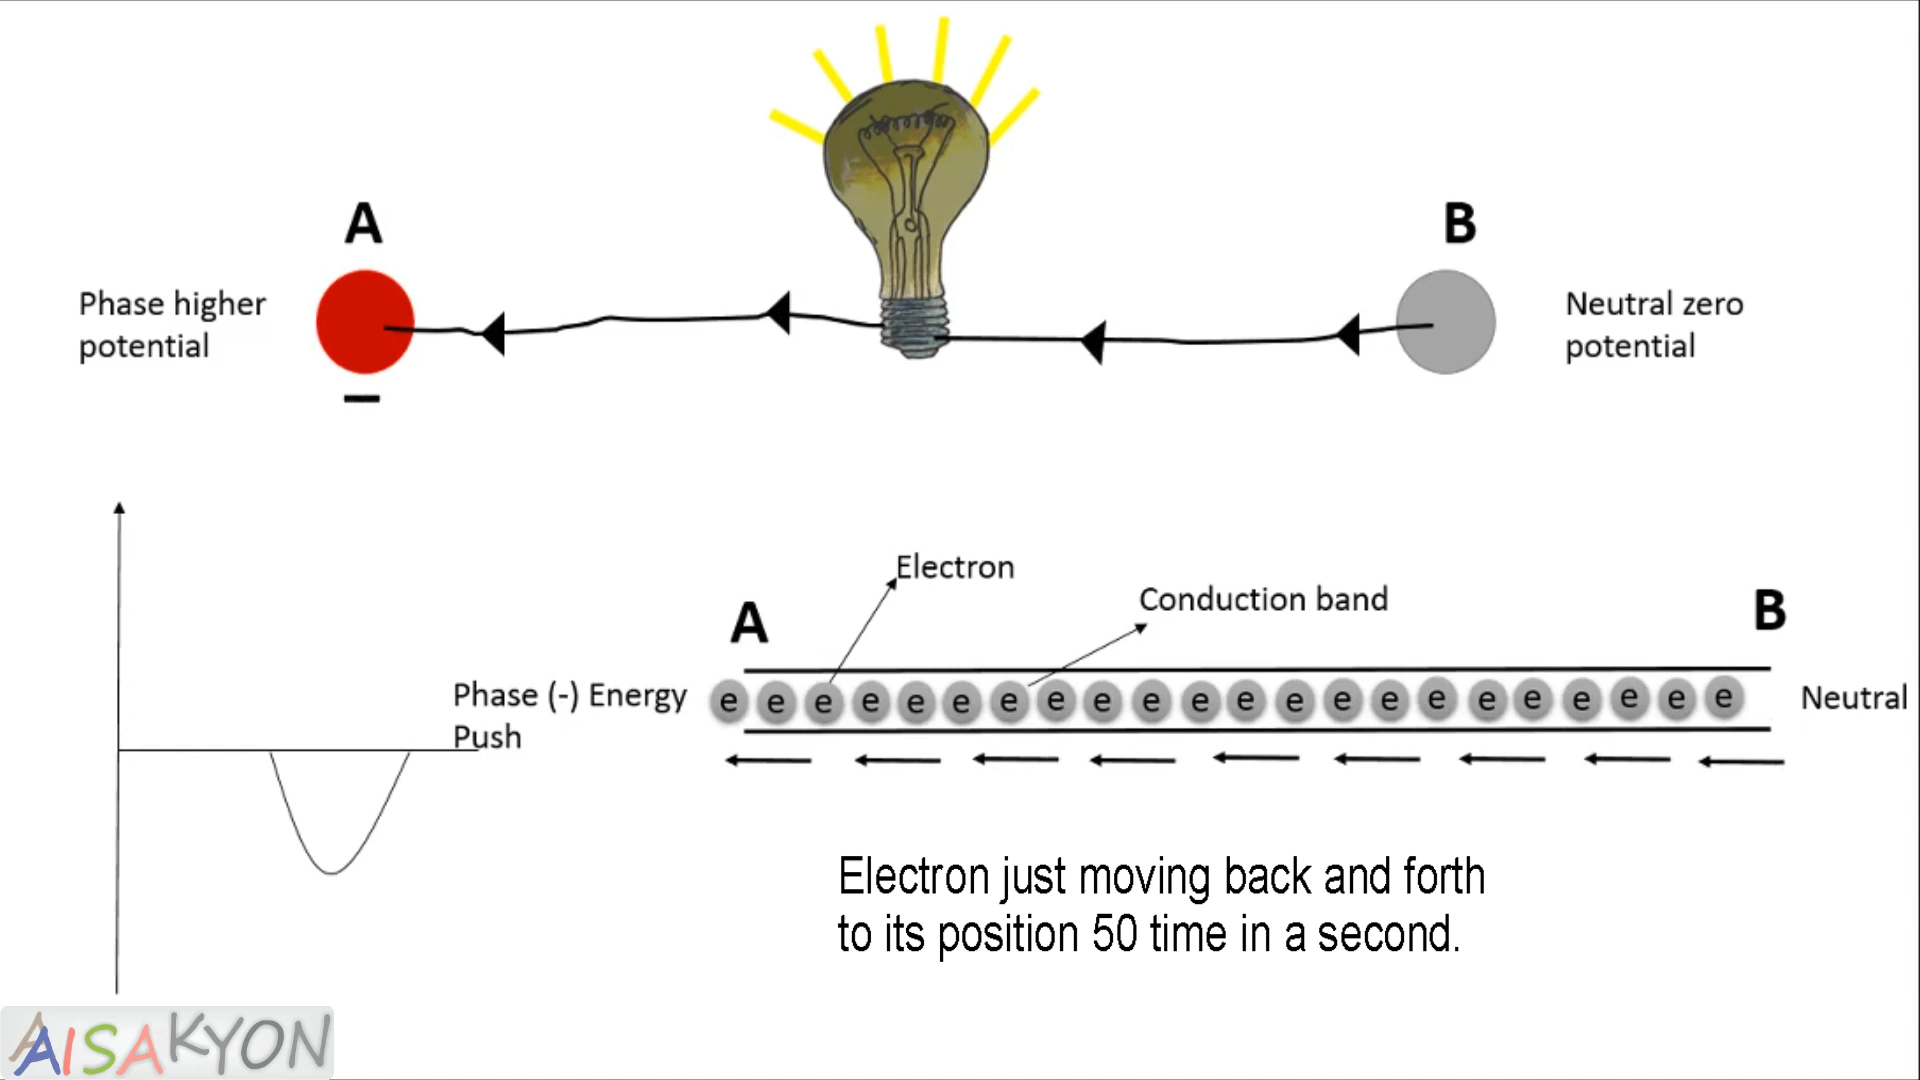 A
B
Phase higher
potential
Neutral zero
potential
–
Electron
Conduction band
A
B
Phase (-) Energy
Push
e e e e e e e e e e e e e e e e e e e e e e
Neutral
Electron just moving back and forth
to its position 50 time in a second.
AISAKYON